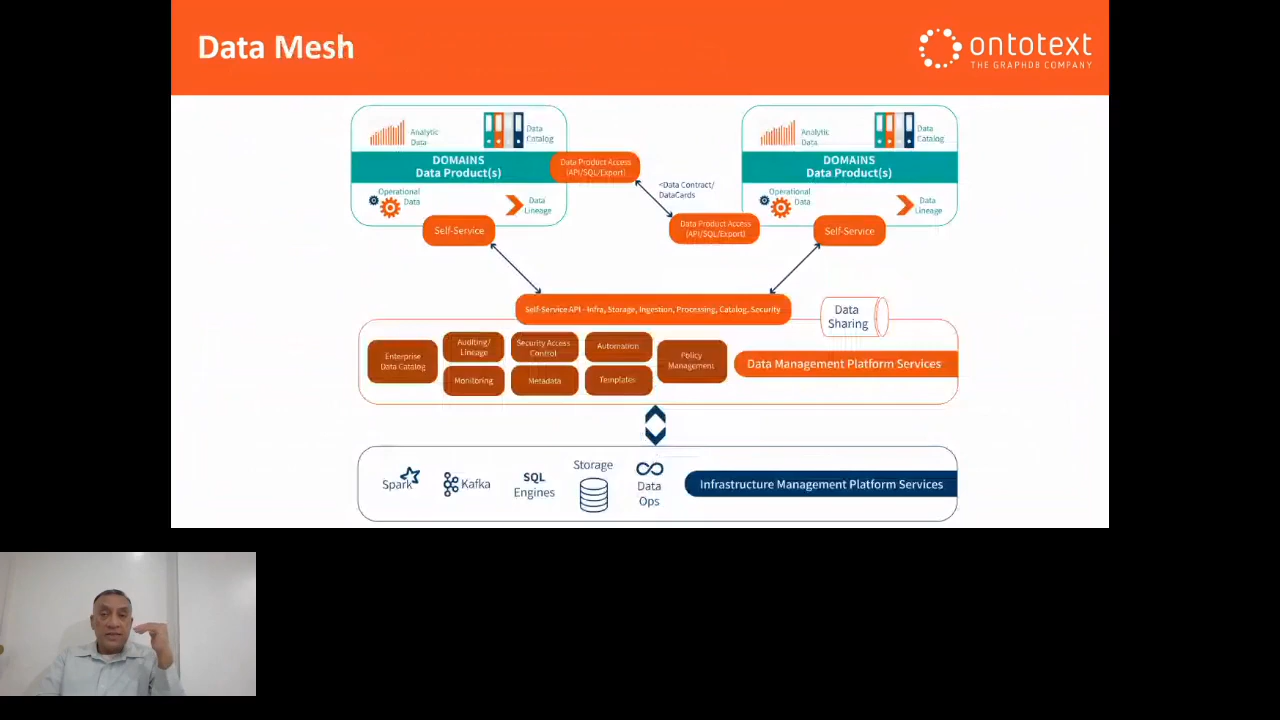 Data Mesh
ontotext
THE GRAPHDB COMPANY
Analytic
Data
Data
Catalog
DOMAINS
Data Product(s)
Operational
Data
Data
Lineage
Self-Service
Data Product Access
(API/SQL/Export)
<Data Contract/
DataCards
Data Product Access
(API/SQL/Export)
Analytic
Data
Data
Catalog
DOMAINS
Data Product(s)
Operational
Data
Data
Lineage
Self-Service
Self-Service API - Infra, Storage, Ingestion, Processing, Catalog, Security
Data
Sharing
Enterprise
Data Catalog
Auditing/
Lineage
Monitoring
Security Access
Control
Metadata
Automation
Templates
Policy
Management
Data Management Platform Services
Spark
Kafka
SQL
Engines
Storage
Data
Ops
Infrastructure Management Platform Services